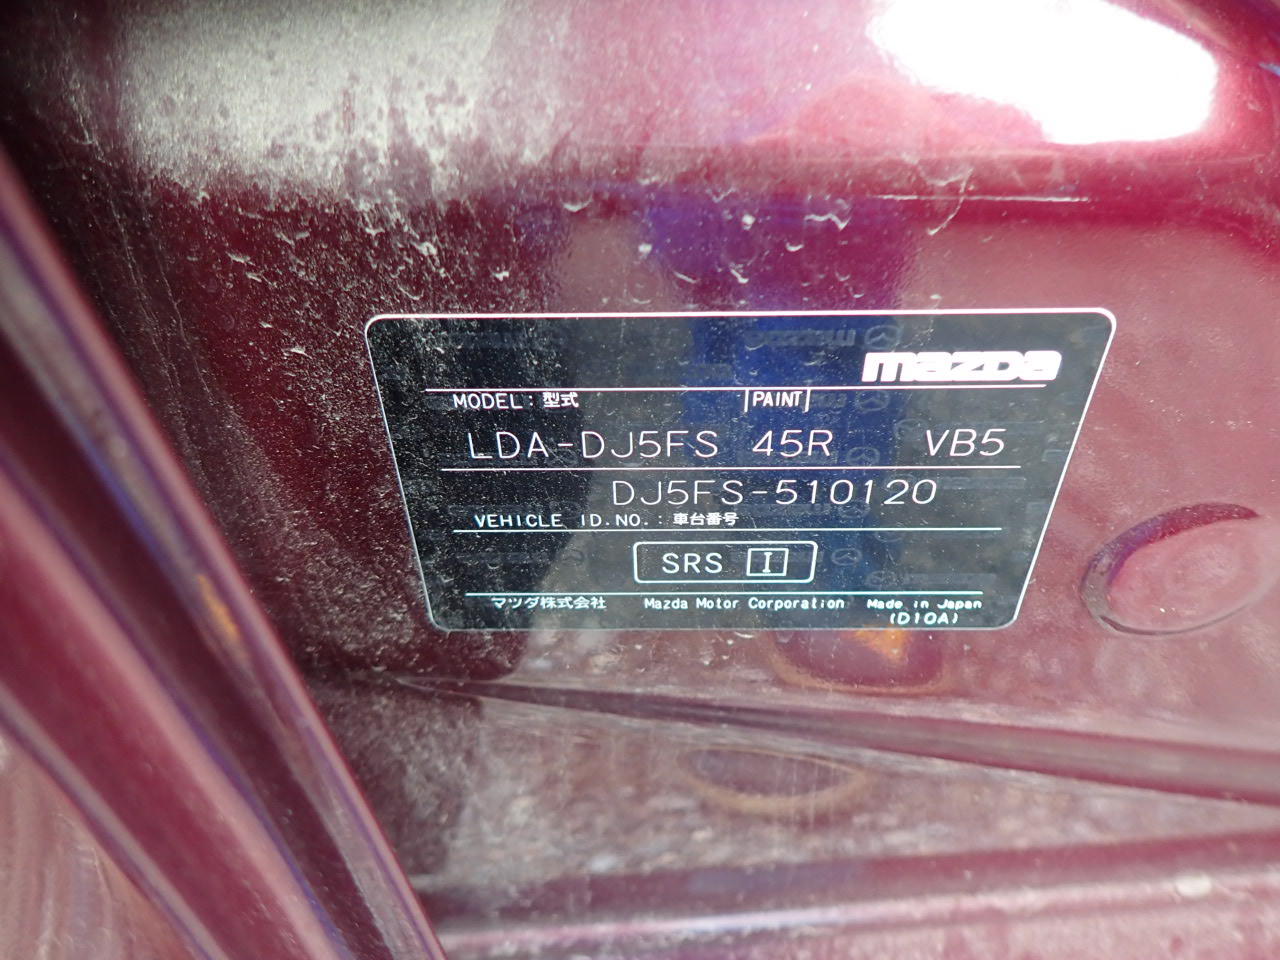 mazda
MODEL:型式 PAINT
LDA-DJ5FS 45R VB5
DJ5FS-510120
VEHICLE ID.NO.:車台番号
SRS I
マツダ株式会社 Mazda Motor Corporation Made in Japan
(D10A)